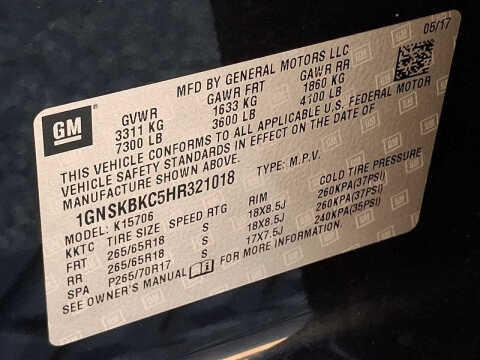 05/17
MFD BY GENERAL MOTORS LLC
GM
GVWR GAWR FRT GAWR RR
3311 KG 1633 KG 1860 KG
7300 LB 3600 LB 4100 LB
THIS VEHICLE CONFORMS TO ALL APPLICABLE U.S. FEDERAL MOTOR
VEHICLE SAFETY STANDARDS IN EFFECT ON THE DATE OF
MANUFACTURE SHOWN ABOVE.
1GNSKBKC5HR321018 TYPE: M.P.V.
MODEL: K15706
KKTC TIRE SIZE SPEED RTG RIM COLD TIRE PRESSURE
FRT 265/65R18 S 18X8.5J 260KPA(37PSI)
RR 265/65R18 S 18X8.5J 260KPA(37PSI)
SPA P265/70R17 S 17X7.5J 240KPA(35PSI)
SEE OWNER'S MANUAL FOR MORE INFORMATION.